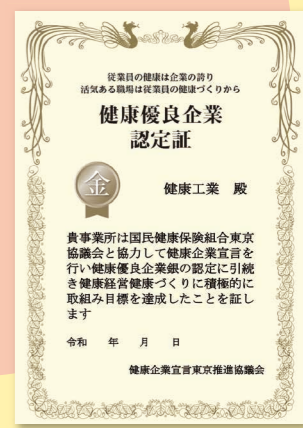 従業員の健康は企業の誇り
活気ある職場は従業員の健康づくりから
健康優良企業
認定証
金
健康工業　殿
貴事業所は国民健康保険組合東京
協議会と協力して健康企業宣言を
行い健康優良企業銀の認定に引続
き健康経営健康づくりに積極的に
取組み目標を達成したことを証し
ます
令和　年　月　日
健康企業宣言東京推進協議会